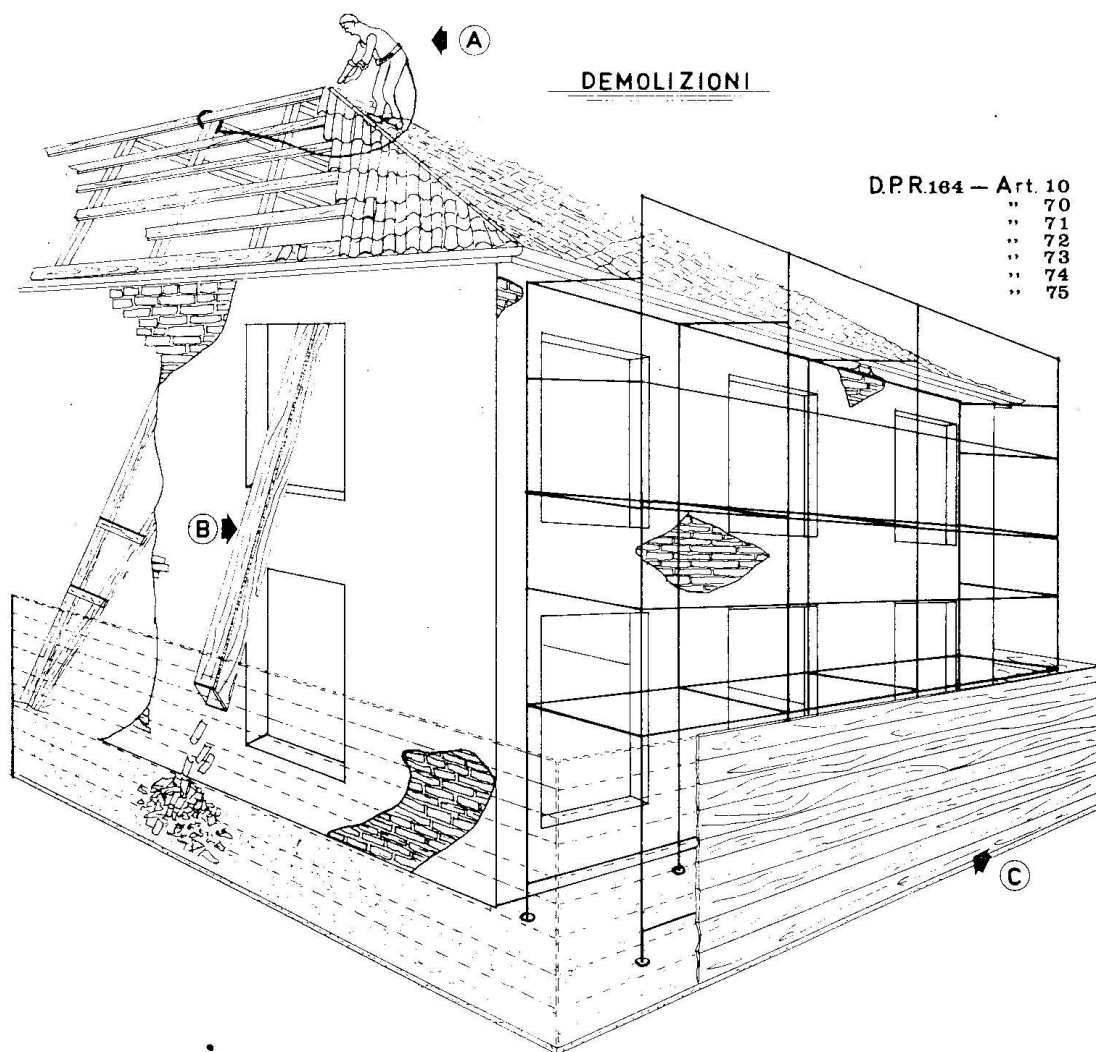 A
DEMOLIZIONI
D.P.R.164 — Art. 10
" 70
" 71
" 72
" 73
" 74
" 75
B
C